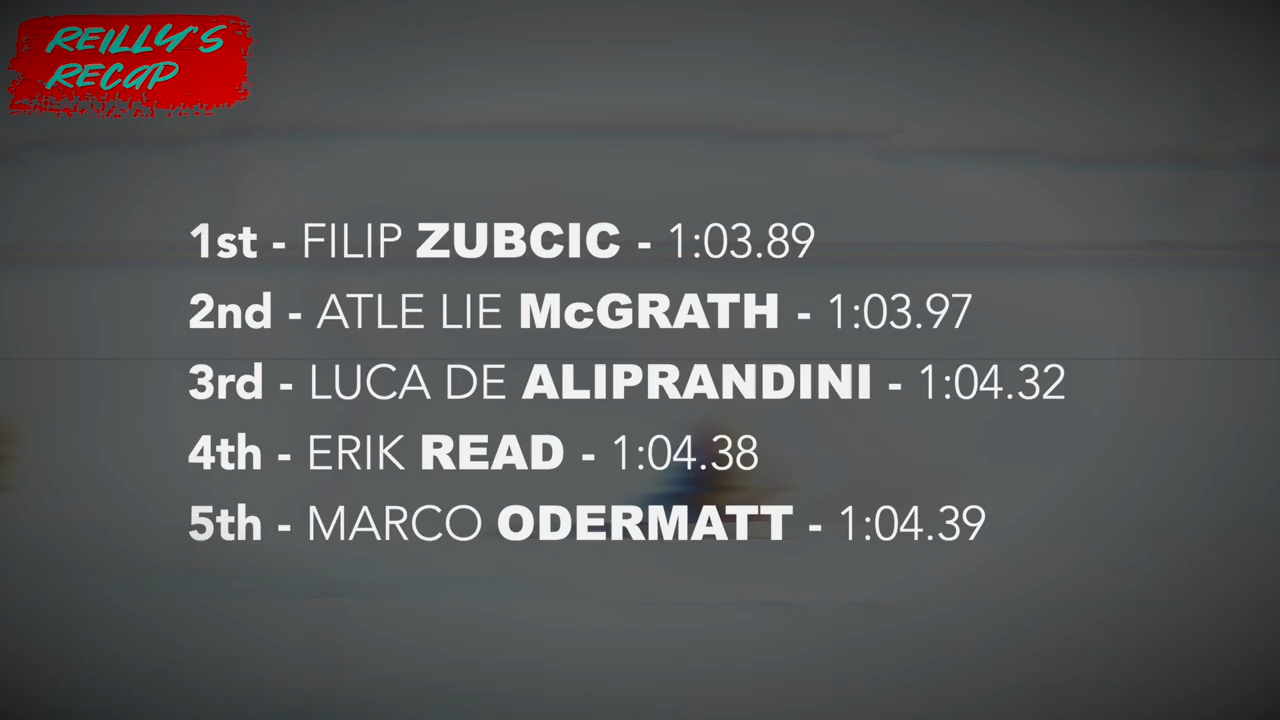 REILLY'S
RECAP
1st - FILIP ZUBCIC - 1:03.89
2nd - ATLE LIE McGRATH - 1:03.97
3rd - LUCA DE ALIPRANDINI - 1:04.32
4th - ERIK READ - 1:04.38
5th - MARCO ODERMATT - 1:04.39